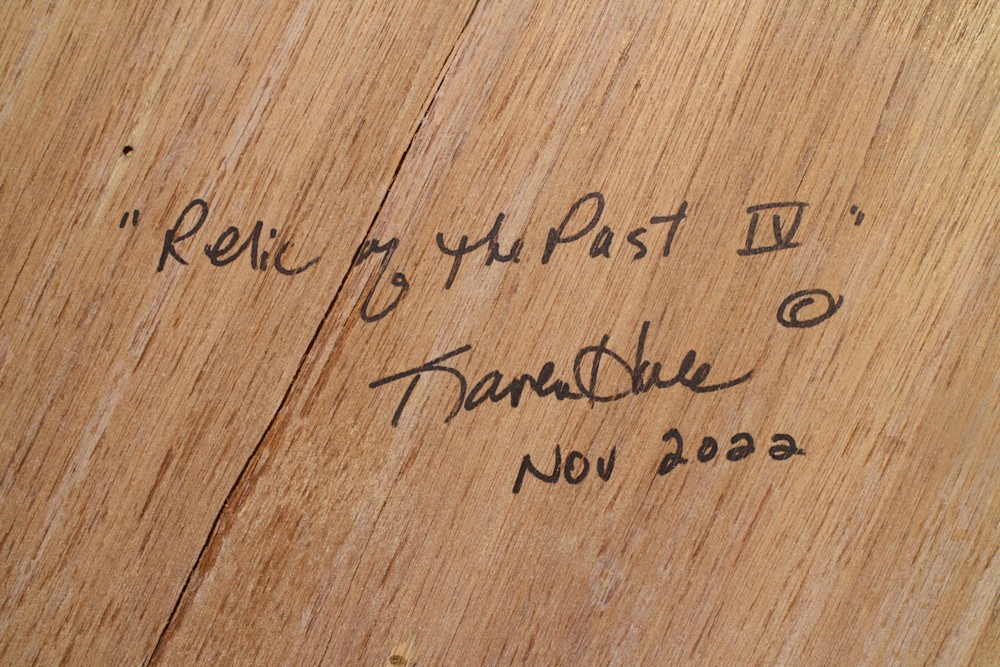 "Relic of the Past IV"
©
Karen Hale
Nov 2022